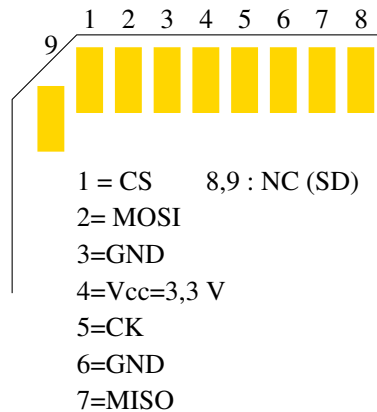 1 2 3 4 5 6 7 8
9
1 = CS 8,9 : NC (SD)
2= MOSI
3=GND
4=Vcc=3,3 V
5=CK
6=GND
7=MISO